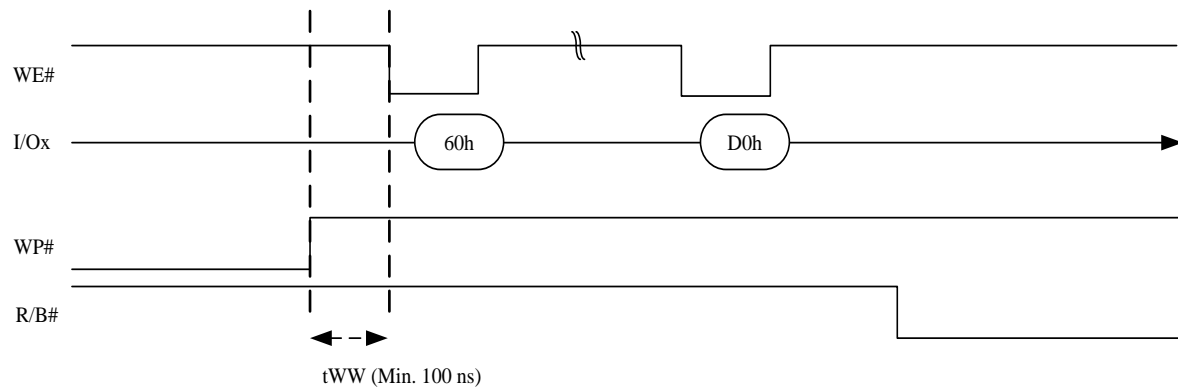 WE#
I/Ox
60h
D0h
WP#
R/B#
tWW (Min. 100 ns)